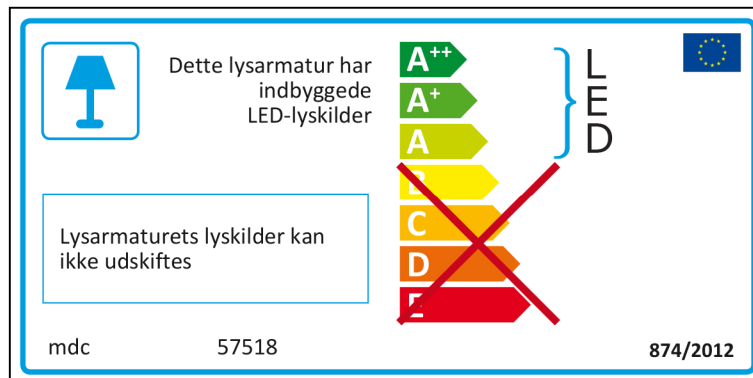 Dette lysarmatur har
indbyggede
LED-lyskilder
A++
A+
A
B
C
D
E
L
E
D
Lysarmaturets lyskilder kan
ikke udskiftes
mdc 57518
874/2012